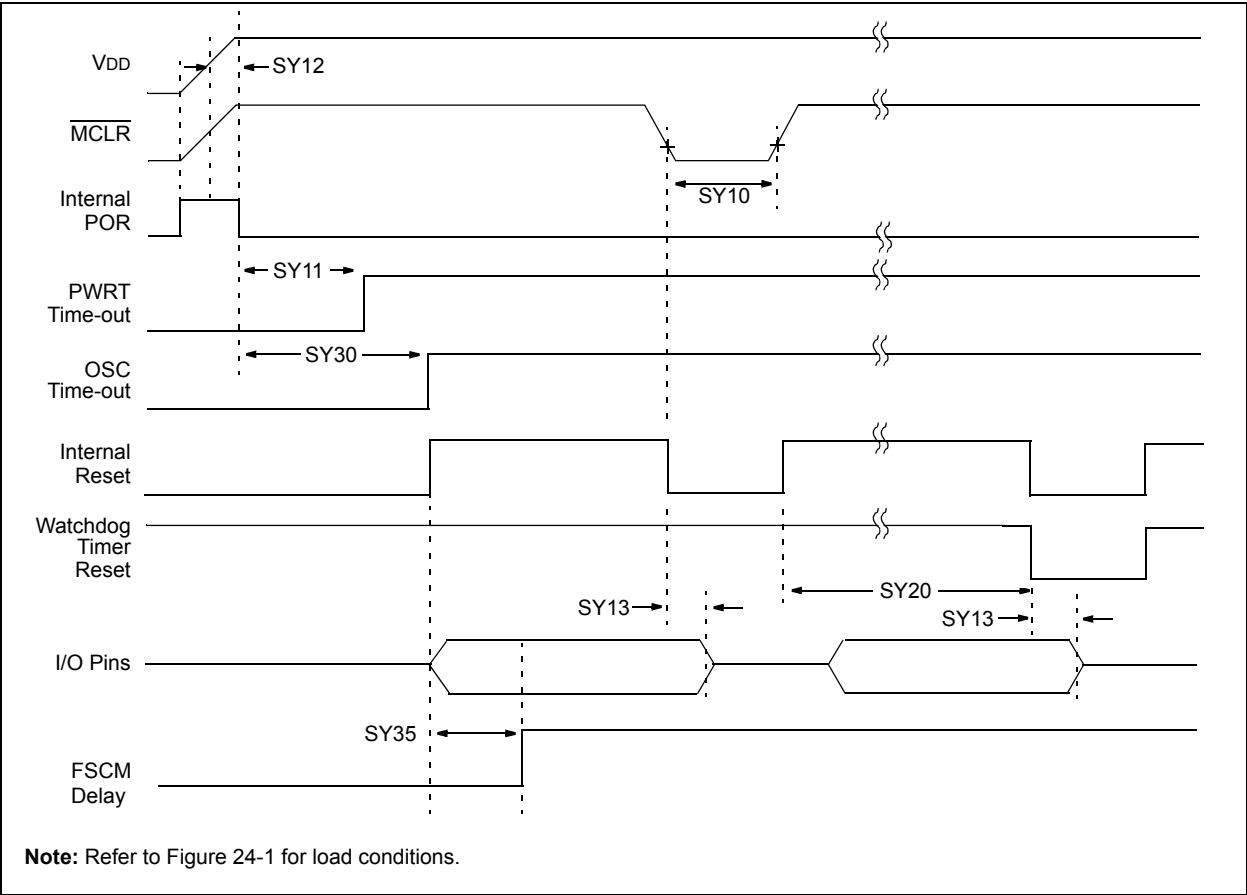 VDD
SY12
MCLR
SY10
Internal
POR
SY11
PWRT
Time-out
SY30
OSC
Time-out
Internal
Reset
Watchdog
Timer
Reset
SY20
SY13
SY13
I/O Pins
SY35
FSCM
Delay
Note: Refer to Figure 24-1 for load conditions.